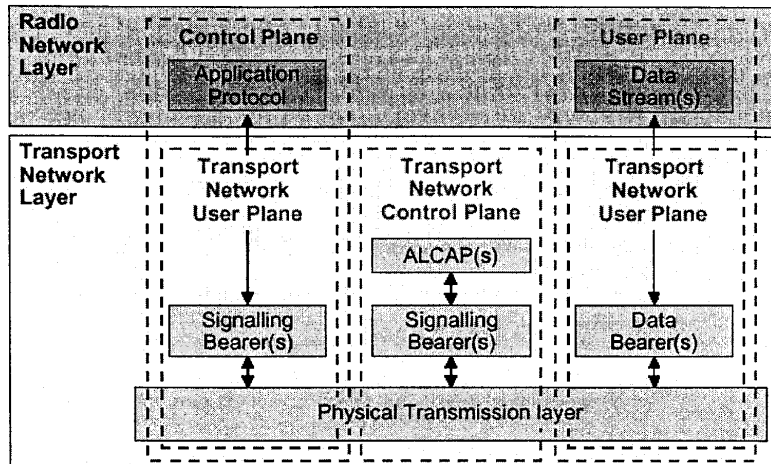 Radio
Network
Layer
Control Plane
User Plane
Application
Protocol
Data
Stream(s)
Transport
Network
Layer
Transport
Network
User Plane
Transport
Network
Control Plane
Transport
Network
User Plane
ALCAP(s)
Signalling
Bearer(s)
Signalling
Bearer(s)
Data
Bearer(s)
Physical Transmission layer